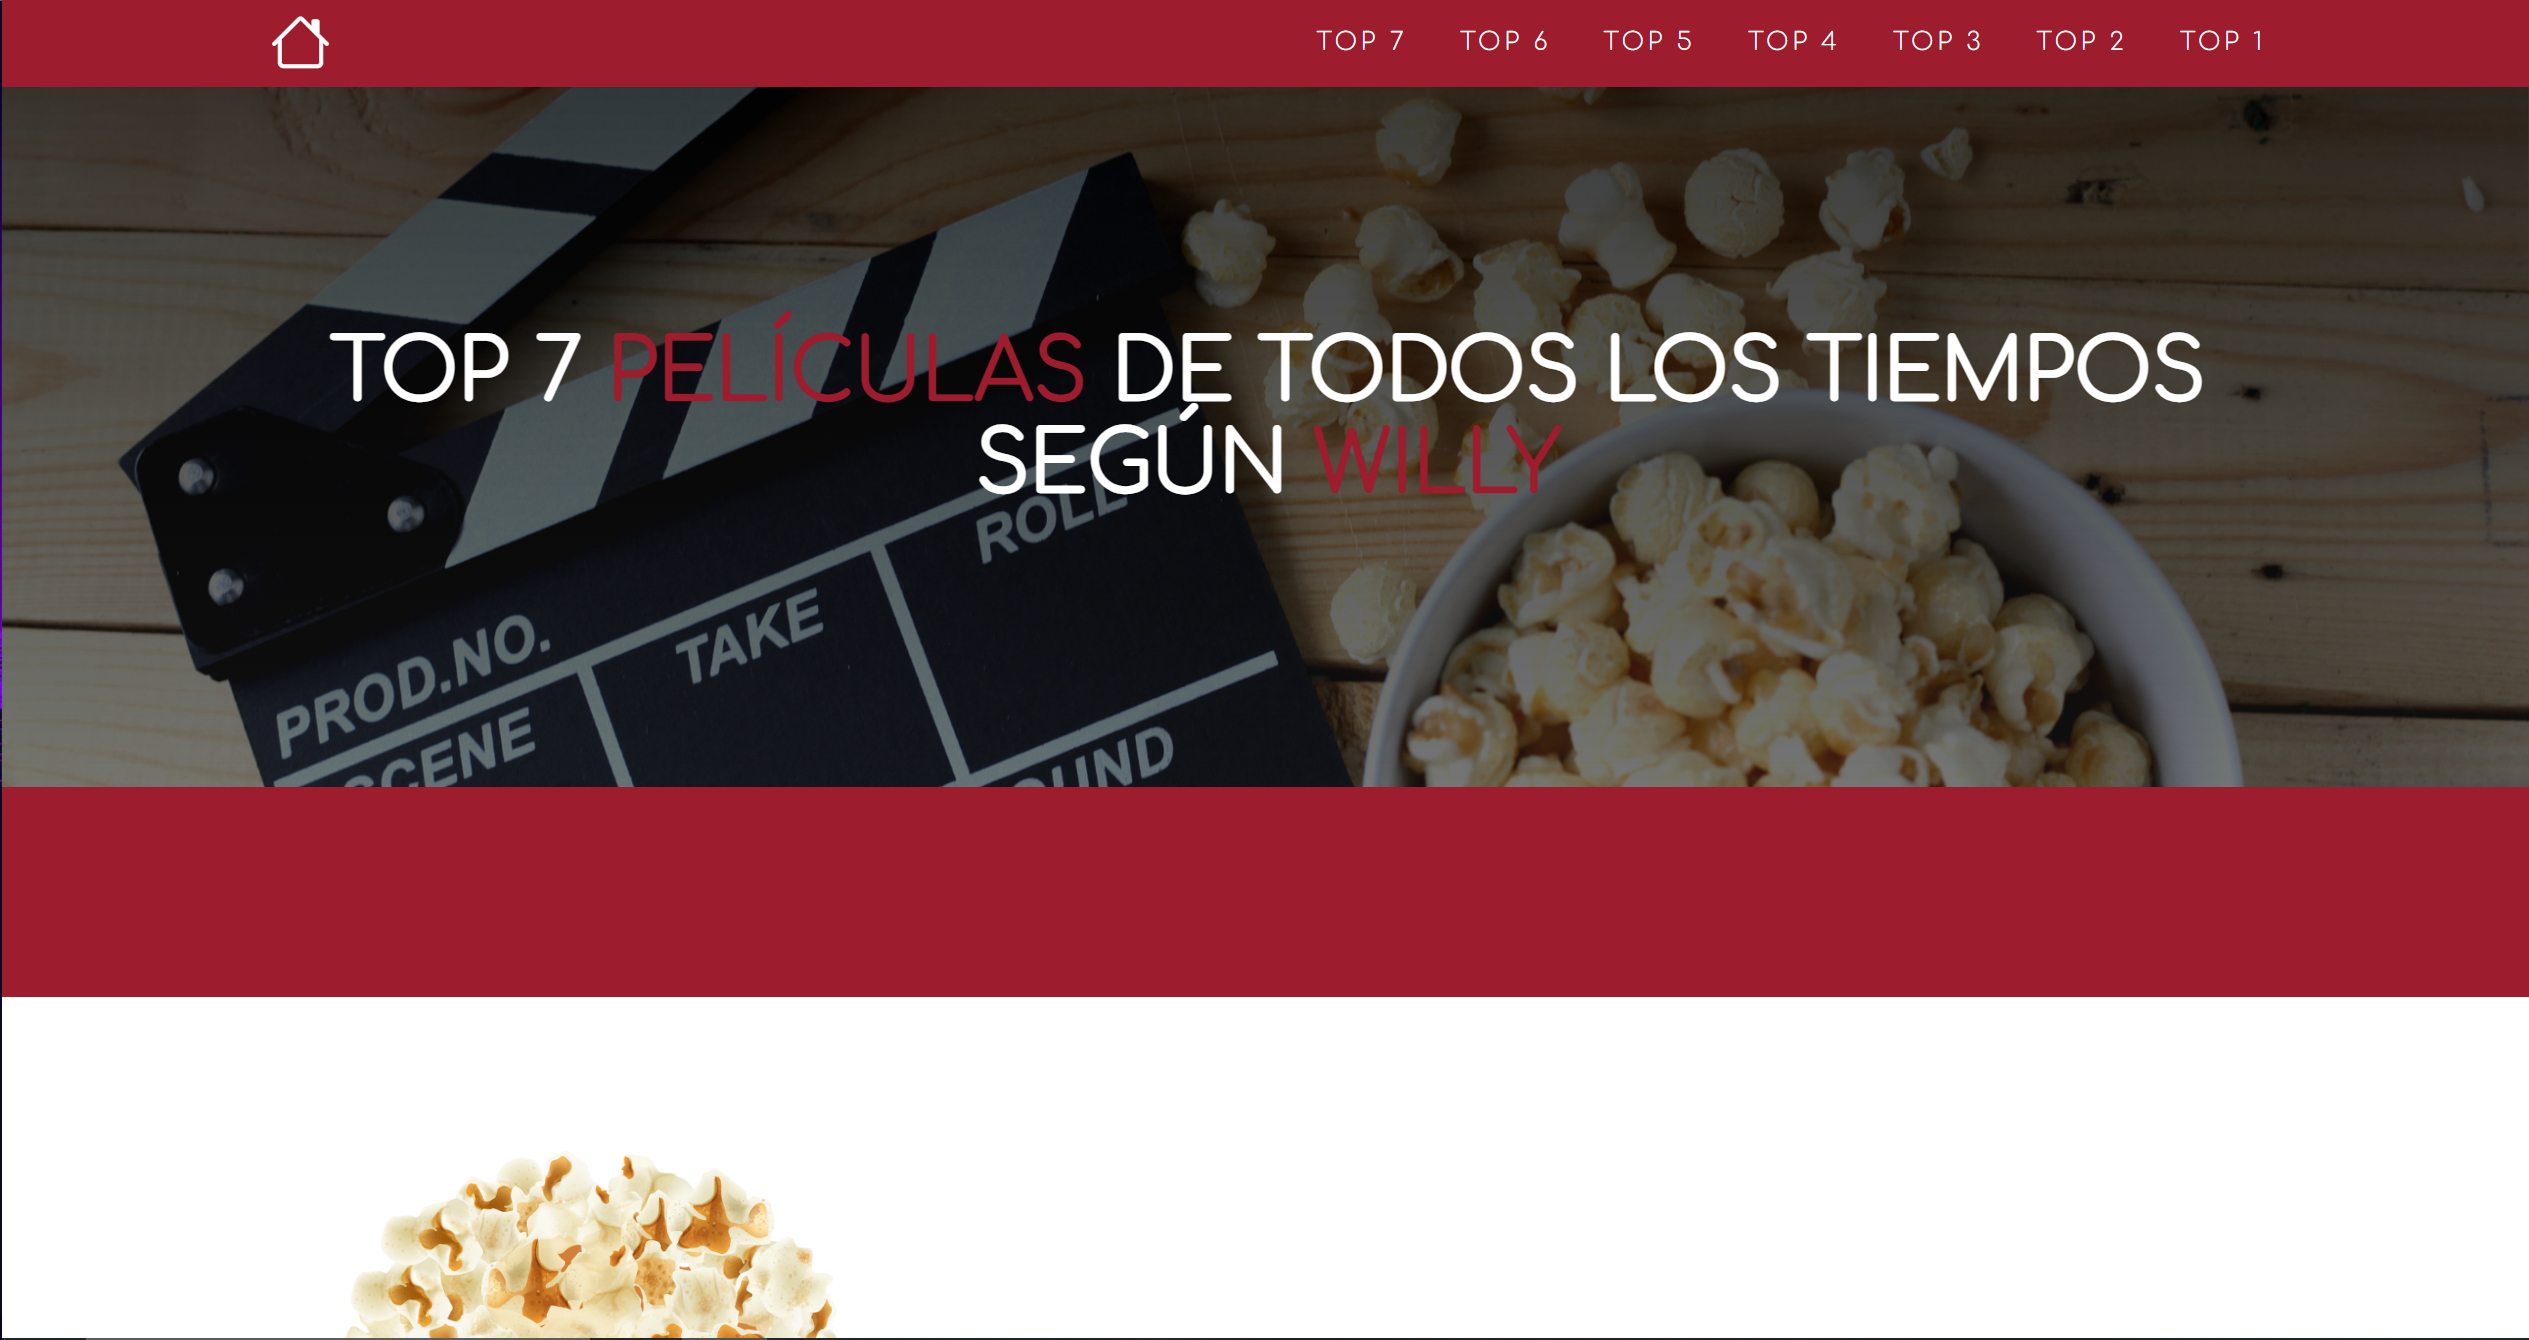 TOP 7 TOP 6 TOP 5 TOP 4 TOP 3 TOP 2 TOP 1
TOP 7 PELÍCULAS DE TODOS LOS TIEMPOS
SEGÚN WILLY
ROLL
TAKE
PROD.NO.
SCENE